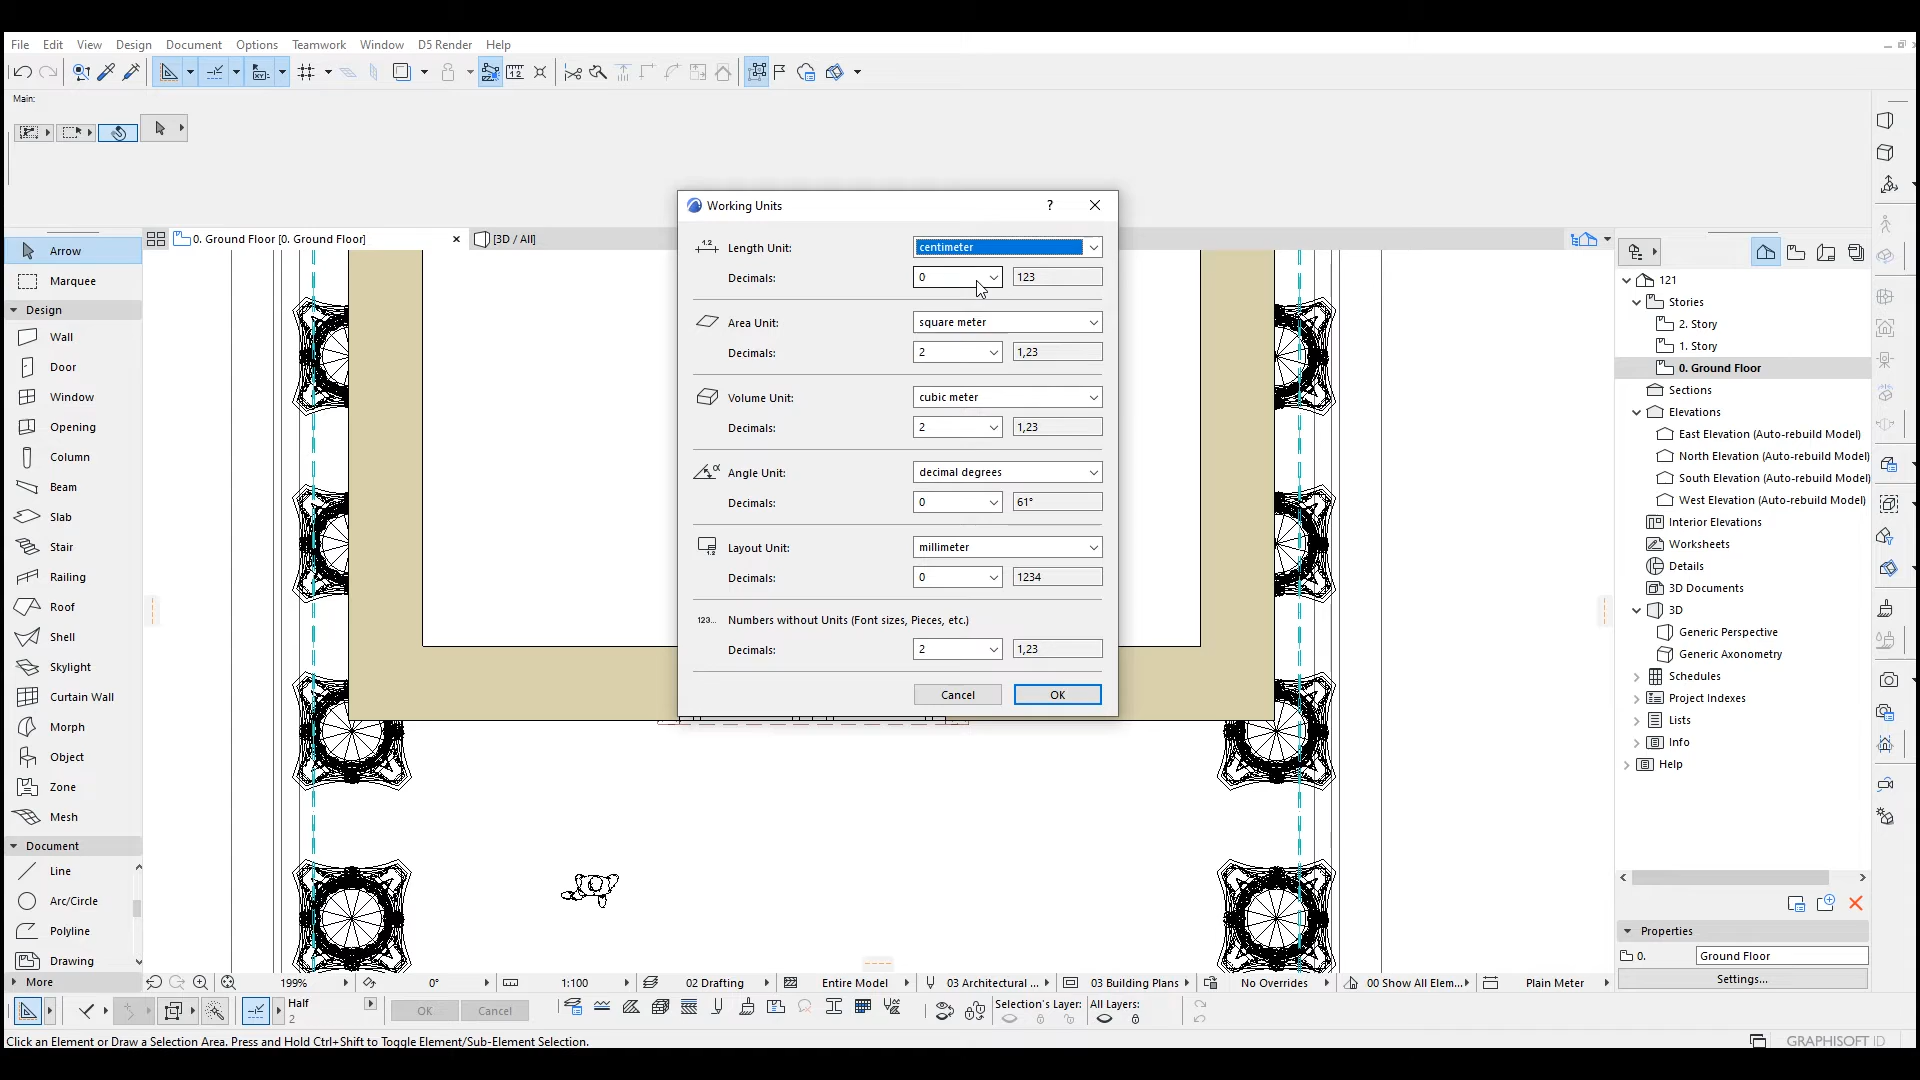 File Edit View Design Document Options Teamwork Window D5 Render Help
Main:
0. Ground Floor [0. Ground Floor]
[3D / All]
Arrow
Marquee
Design
Wall
Door
Window
Opening
Column
Beam
Slab
Stair
Railing
Roof
Shell
Skylight
Curtain Wall
Morph
Object
Zone
Mesh
Document
Line
Arc/Circle
Polyline
Drawing
More
Working Units ?
Length Unit: centimeter
Decimals: 0 123
Area Unit: square meter
Decimals: 2 1,23
Volume Unit: cubic meter
Decimals: 2 1,23
Angle Unit: decimal degrees
Decimals: 0 61°
Layout Unit: millimeter
Decimals: 0 1234
Numbers without Units (Font sizes, Pieces, etc.)
Decimals: 2 1,23
Cancel OK
121
Stories
2. Story
1. Story
0. Ground Floor
Sections
Elevations
East Elevation (Auto-rebuild Model)
North Elevation (Auto-rebuild Model)
South Elevation (Auto-rebuild Model)
West Elevation (Auto-rebuild Model)
Interior Elevations
Worksheets
Details
3D Documents
3D
Generic Perspective
Generic Axonometry
Schedules
Project Indexes
Lists
Info
Help
Properties
0. Ground Floor
Settings...
199% 0° 1:100 02 Drafting Entire Model 03 Architectural ... 03 Building Plans No Overrides 00 Show All Elem... Plain Meter
Half
2
OK Cancel
Selection's Layer: All Layers:
Click an Element or Draw a Selection Area. Press and Hold Ctrl+Shift to Toggle Element/Sub-Element Selection.
GRAPHISOFT ID